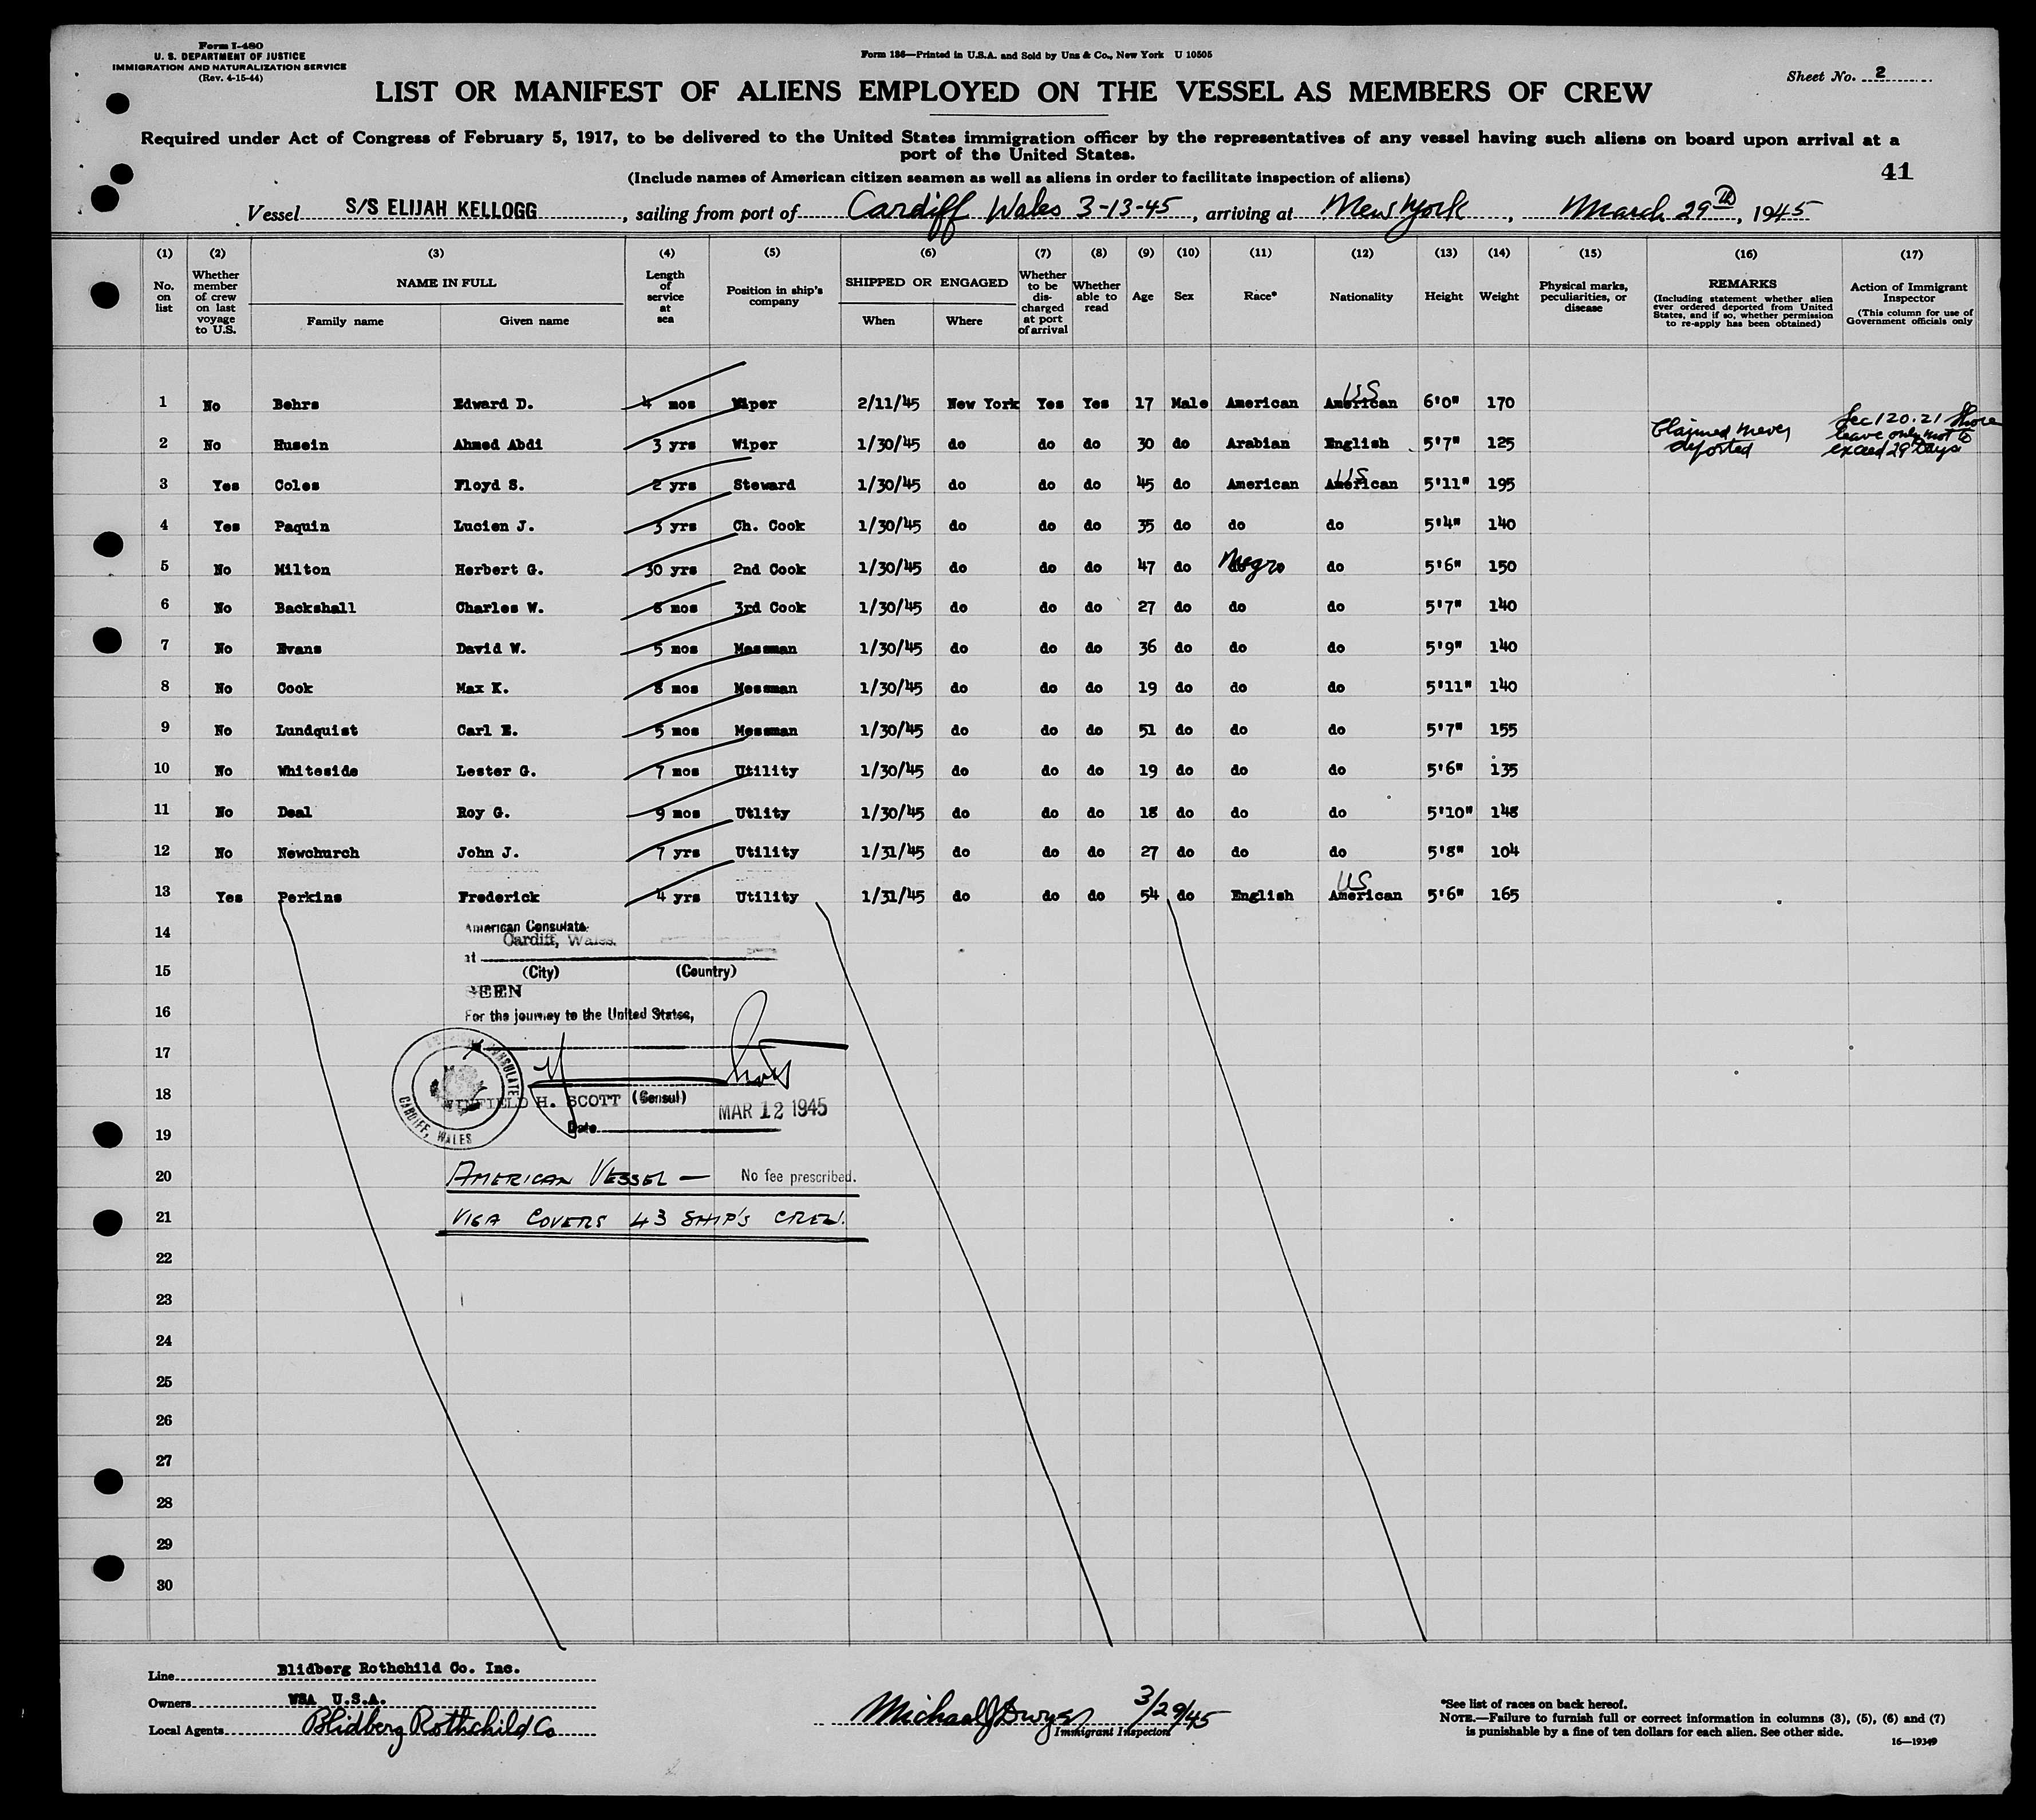 Form I-480
U. S. DEPARTMENT OF JUSTICE
IMMIGRATION AND NATURALIZATION SERVICE
(Rev. 4-15-44)
Form 186—Printed in U.S.A. and Sold by Unz & Co., New York U 10505
Sheet No. 2
LIST OR MANIFEST OF ALIENS EMPLOYED ON THE VESSEL AS MEMBERS OF CREW
Required under Act of Congress of February 5, 1917, to be delivered to the United States immigration officer by the representatives of any vessel having such aliens on board upon arrival at a
port of the United States.
(Include names of American citizen seamen as well as aliens in order to facilitate inspection of aliens)
41
Vessel S/S ELIJAH KELLOGG, sailing from port of Cardiff Wales 3-13-45, arriving at New York, March 29th, 1945
(1) (2) (3) (4) (5) (6) (7) (8) (9) (10) (11) (12) (13) (14) (15) (16) (17)
No. on list
Whether member of crew on last voyage to U.S.
NAME IN FULL
Family name
Given name
Length of service at sea
Position in ship's company
SHIPPED OR ENGAGED
When
Where
Whether to be discharged at port of arrival
Whether able to read
Age
Sex
Race*
Nationality
Height
Weight
Physical marks, peculiarities, or disease
REMARKS
(Including statement whether alien ever ordered deported from United States, and if so, whether permission to re-apply has been obtained)
Action of Immigrant Inspector
(This column for use of Government officials only
1 No Behrs Edward D. 4 mos Wiper 2/11/45 New York Yes Yes 17 Male American American US 6'0" 170
2 No Husein Ahmed Abdi 3 yrs Wiper 1/30/45 do do do 30 do Arabian English 5'7" 125 Claimed never deported Sec 120.21 Shore leave only not to exceed 29 Days
3 Yes Coles Floyd S. 2 yrs Steward 1/30/45 do do do 45 do American American US 5'11" 195
4 Yes Paquin Lucien J. 3 yrs Ch. Cook 1/30/45 do do do 35 do do do 5'4" 140
5 No Milton Herbert G. 30 yrs 2nd Cook 1/30/45 do do do 47 do do Negro do 5'6" 150
6 No Backshall Charles W. 8 mos 3rd Cook 1/30/45 do do do 27 do do do 5'7" 140
7 No Evans David W. 5 mos Messman 1/30/45 do do do 36 do do do 5'9" 140
8 No Cook Max K. 8 mos Messman 1/30/45 do do do 19 do do do 5'11" 140
9 No Lundquist Carl E. 5 mos Messman 1/30/45 do do do 51 do do do 5'7" 155
10 No Whiteside Lester G. 7 mos Utility 1/30/45 do do do 19 do do do 5'6" 135
11 No Deal Roy G. 9 mos Utlity 1/30/45 do do do 18 do do do 5'10" 148
12 No Newchurch John J. 7 yrs Utility 1/31/45 do do do 27 do do do 5'8" 104
13 Yes Perkins Frederick 4 yrs Utility 1/31/45 do do do 54 do English American US 5'6" 165
14
American Consulate
Cardiff, Wales.
at
15
(City) (Country)
SEEN
16
For the journey to the United States,
17
18
AMERICAN CONSULATE CARDIFF, WALES
WINFIELD H. SCOTT (Consul)
MAR 12 1945
Date
19
20
AMERICAN VESSEL — No fee prescribed.
21
VISA COVERS 43 SHIP'S CREW.
22
23
24
25
26
27
28
29
30
Line Blidberg Rothchild Co. Inc.
Owners WSA U.S.A.
Local Agents Blidberg Rothchild Co
Michael J Dwyer 3/29/45
Immigrant Inspector
*See list of races on back hereof.
NOTE.—Failure to furnish full or correct information in columns (3), (5), (6) and (7)
is punishable by a fine of ten dollars for each alien. See other side.
16—19349